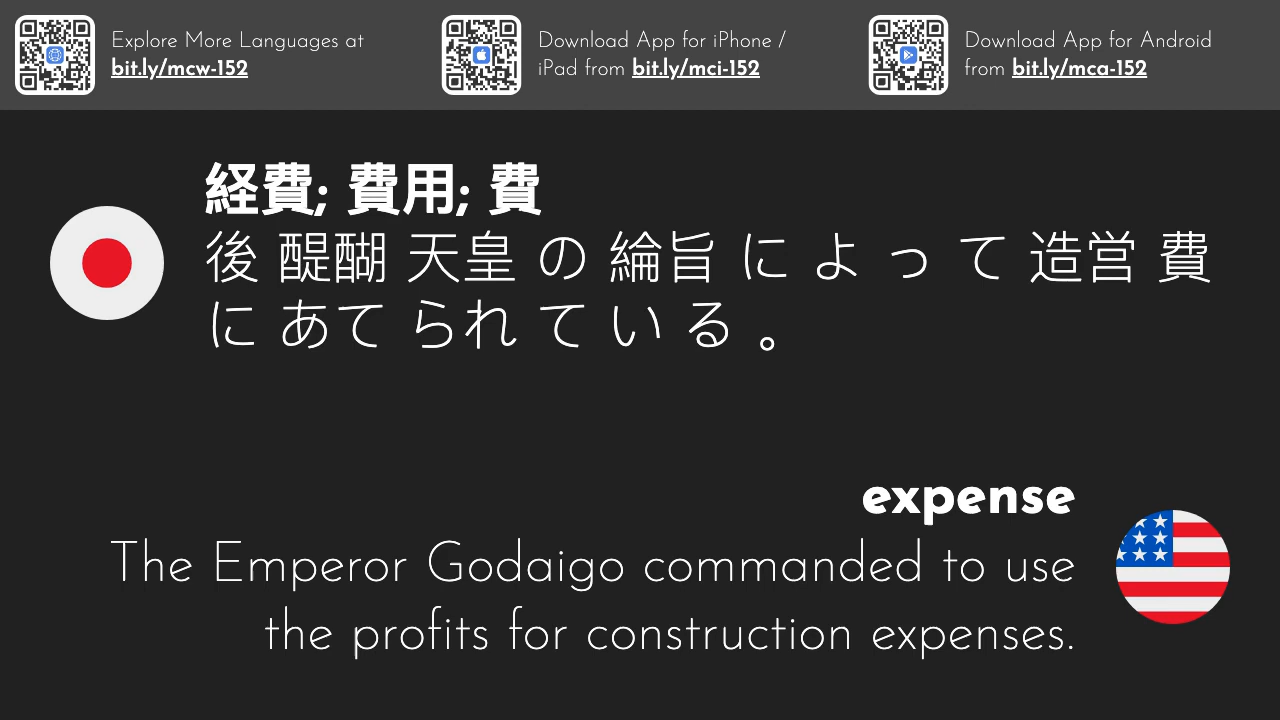 Explore More Languages at
bit.ly/mcw-152
Download App for iPhone /
iPad from bit.ly/mci-152
Download App for Android
from bit.ly/mca-152
経費; 費用; 費
後 醍醐 天皇 の 綸旨 に よ っ て 造営 費
に あて られ て い る 。
expense
The Emperor Godaigo commanded to use
the profits for construction expenses.